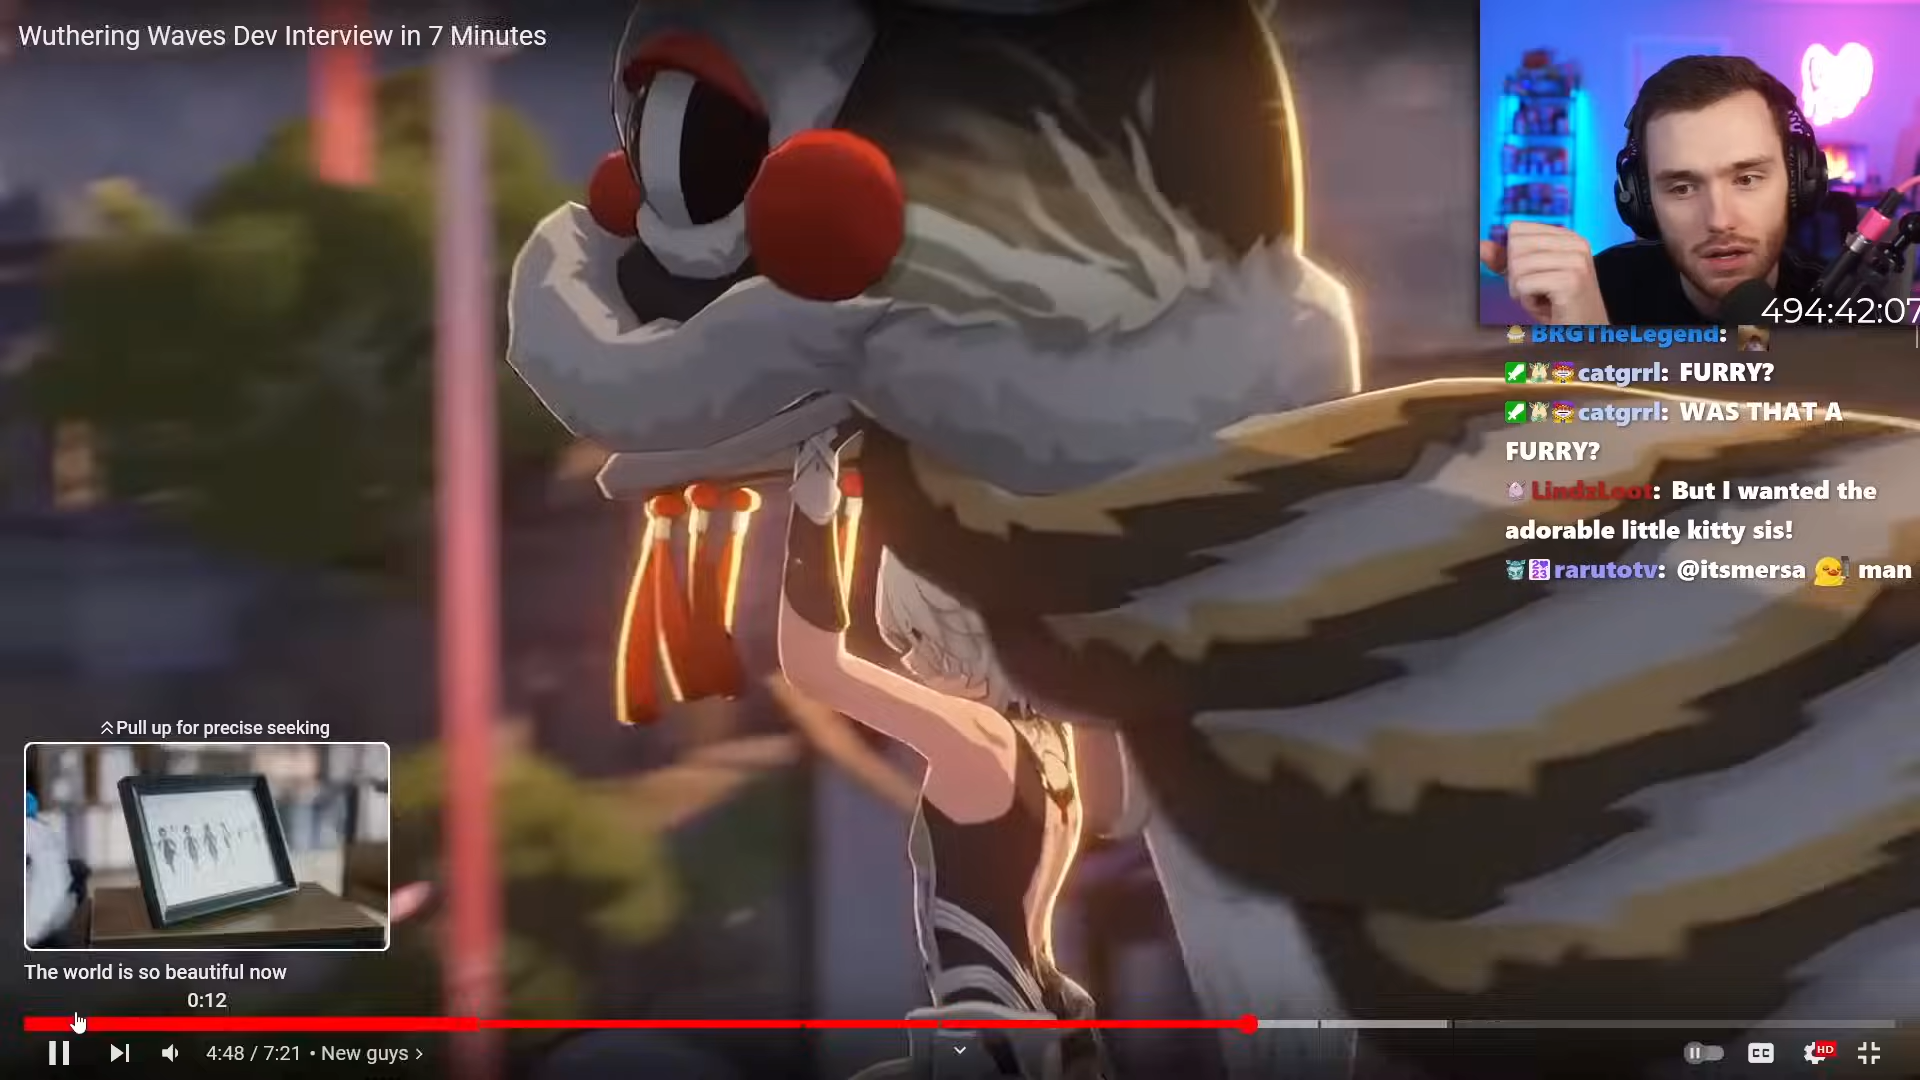 Wuthering Waves Dev Interview in 7 Minutes
494:42:07
BRGTheLegend:
catgrrl: FURRY?
catgrrl: WAS THAT A
FURRY?
LindzLoot: But I wanted the
adorable little kitty sis!
rarutotv: @itsmersa man
Pull up for precise seeking
The world is so beautiful now
0:12
4:48 / 7:21 • New guys ›
CC
HD